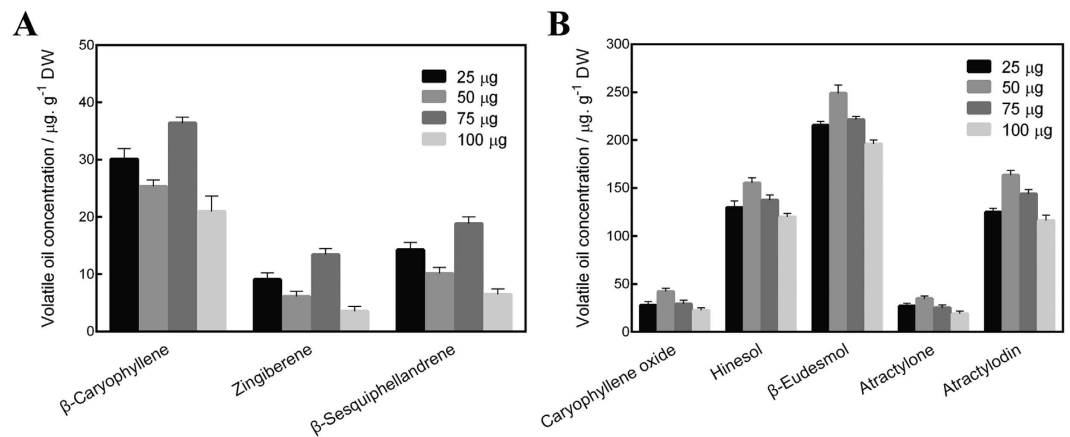 A
Volatile oil concentration / μg. g⁻¹ DW
50
40
30
20
10
0
25 μg
50 μg
75 μg
100 μg
β-Caryophyllene
Zingiberene
β-Sesquiphellandrene
B
Volatile oil concentration / μg. g⁻¹ DW
300
250
200
150
100
50
0
25 μg
50 μg
75 μg
100 μg
Caryophyllene oxide
Hinesol
β-Eudesmol
Atractylone
Atractylodin